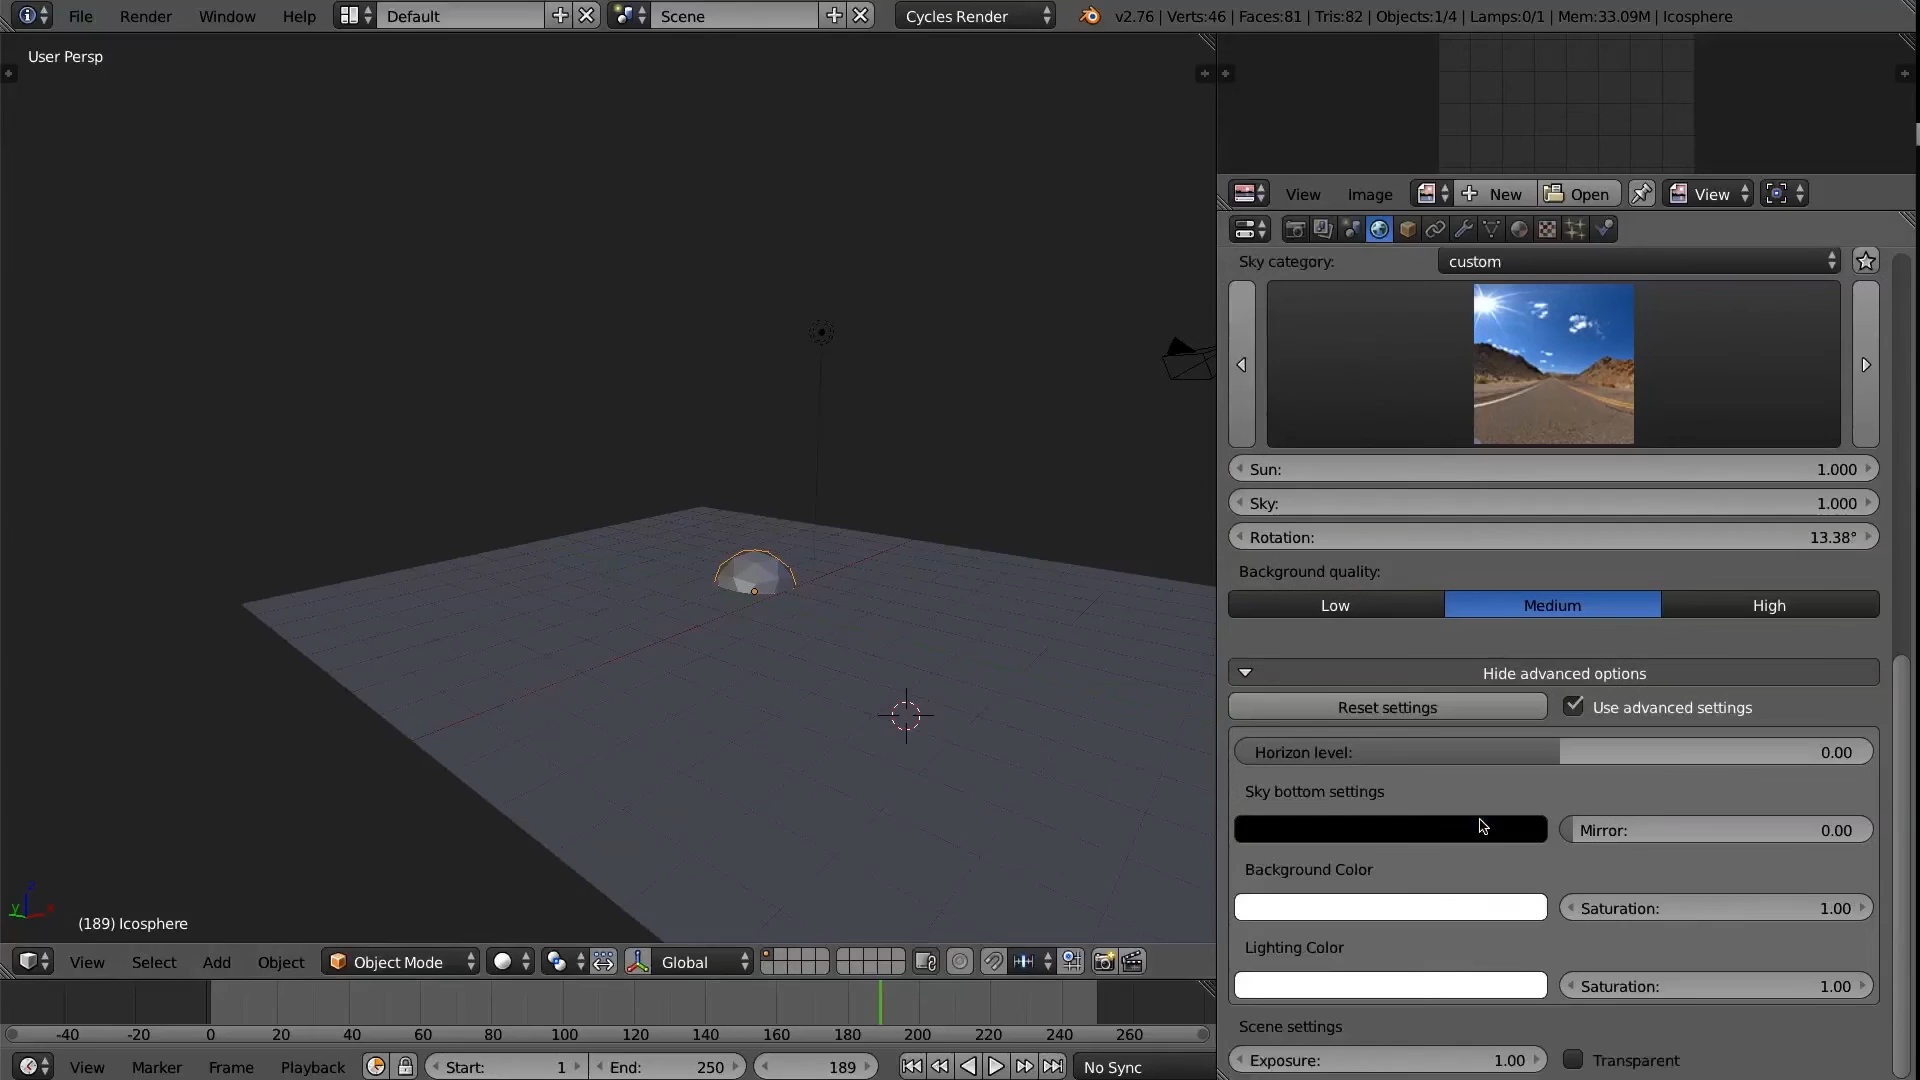 File Render Window Help Default Scene Cycles Render v2.76 | Verts:46 | Faces:81 | Tris:82 | Objects:1/4 | Lamps:0/1 | Mem:33.09M | Icosphere
User Persp
View Image New Open View
Sky category: custom
Sun: 1.000
Sky: 1.000
Rotation: 13.38°
Background quality:
Low Medium High
Hide advanced options
Reset settings Use advanced settings
Horizon level: 0.00
Sky bottom settings
Mirror: 0.00
Background Color
Saturation: 1.00
Lighting Color
Saturation: 1.00
Scene settings
Exposure: 1.00 Transparent
z
y x
(189) Icosphere
View Select Add Object Object Mode Global
-40 -20 0 20 40 60 80 100 120 140 160 180 200 220 240 260
View Marker Frame Playback Start: 1 End: 250 189 No Sync